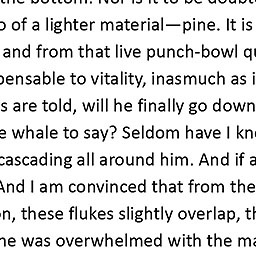 the bottom. Nor is it to be doubt
o of a lighter material—pine. It is
and from that live punch-bowl q
pensable to vitality, inasmuch as i
s are told, will he finally go down
e whale to say? Seldom have I kn
cascading all around him. And if a
And I am convinced that from the
on, these flukes slightly overlap, th
he was overwhelmed with the ma